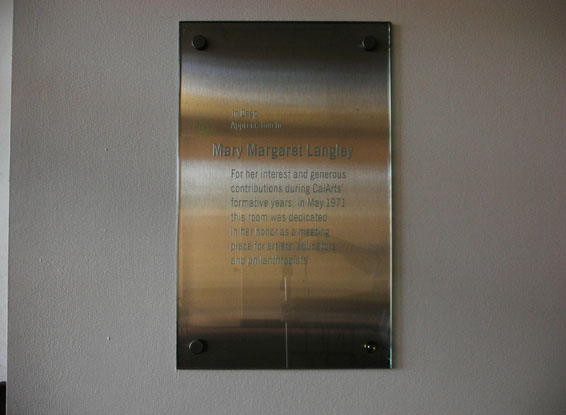 In Deep
Appreciation to
Mary Margaret Langley
For her interest and generous
contributions during CalArts'
formative years. In May 1971
this room was dedicated
in her honor as a meeting
place for artists, educators
and philanthropists